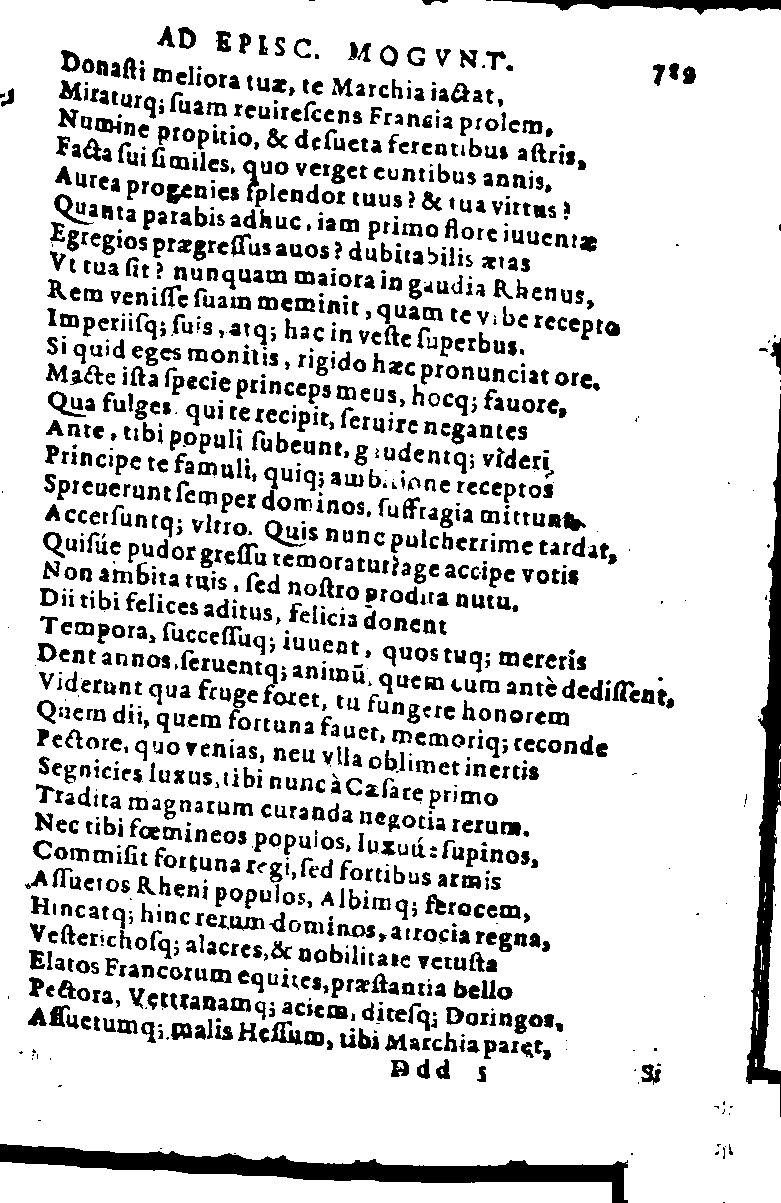 AD EPISC. MOGVNT. 789
Donaſti meliora tuæ, te Marchia iactat,
Miraturq; ſuam reuireſcens Francia prolem,
Numine propitio, & deſueta ferentibus aſtris,
Facta ſui ſimiles, quo verget euntibus annis,
Aurea progenies ſplendor tuus? & tua virtus?
Quanta parabis adhuc, iam primo flore iuuentæ
Egregios prægreſſus auos? dubitabilis ætas
Vt tua ſit? nunquam maiora in gaudia Rhenus,
Rem veniſſe ſuam meminit, quam te vrbe recepto
Imperiiſq; ſuis, atq; hac in veſte ſuperbus.
Si quid eges monitis, rigido hæc pronunciat ore.
Macte iſta ſpecie princeps meus, hocq; fauore,
Qua fulges. qui te recipit, ſeruire negantes
Ante, tibi populi ſubeunt, gaudentq; vìderi
Principe te famuli, quiq; ambitione receptos
Spreuerunt ſemper dominos, ſuffragia mittunt,
Accerſuntq; vltro. Quis nunc pulcherrime tardat,
Quiſúe pudor greſſu remoratur? age accipe votis
Non ambita tuis, ſed noſtro prodita nutu.
Dii tibi felices aditus, felicia donent
Tempora, ſucceſſuq; iuuent, quos tuq; mereris
Dent annos, ſeruentq; animū, quem cum antè dediſſent,
Viderunt qua fruge foret, tu fungere honorem
Quem dii, quem fortuna fauet, memoriq; reconde
Pectore, quo venias, neu vlla oblimet inertis
Segnicies luxus, tibi nunc à Cæſare primo
Tradita magnarum curanda negotia rerum.
Nec tibi fœmineos populos, luxuúe ſupinos,
Commiſit fortuna regi, ſed fortibus armis
Aſſuetos Rheni populos, Albimq; ferocem,
Hincatq; hinc rerum dominos, atrocia regna,
Veſterichoſq; alacres, & nobilitate vetuſta
Elatos Francorum equites, præſtantia bello
Pectora, Vetteranamq; aciem, diteſq; Doringos,
Aſſuetumq; malis Heſſum, tibi Marchia paret,
Ddd 5 Si